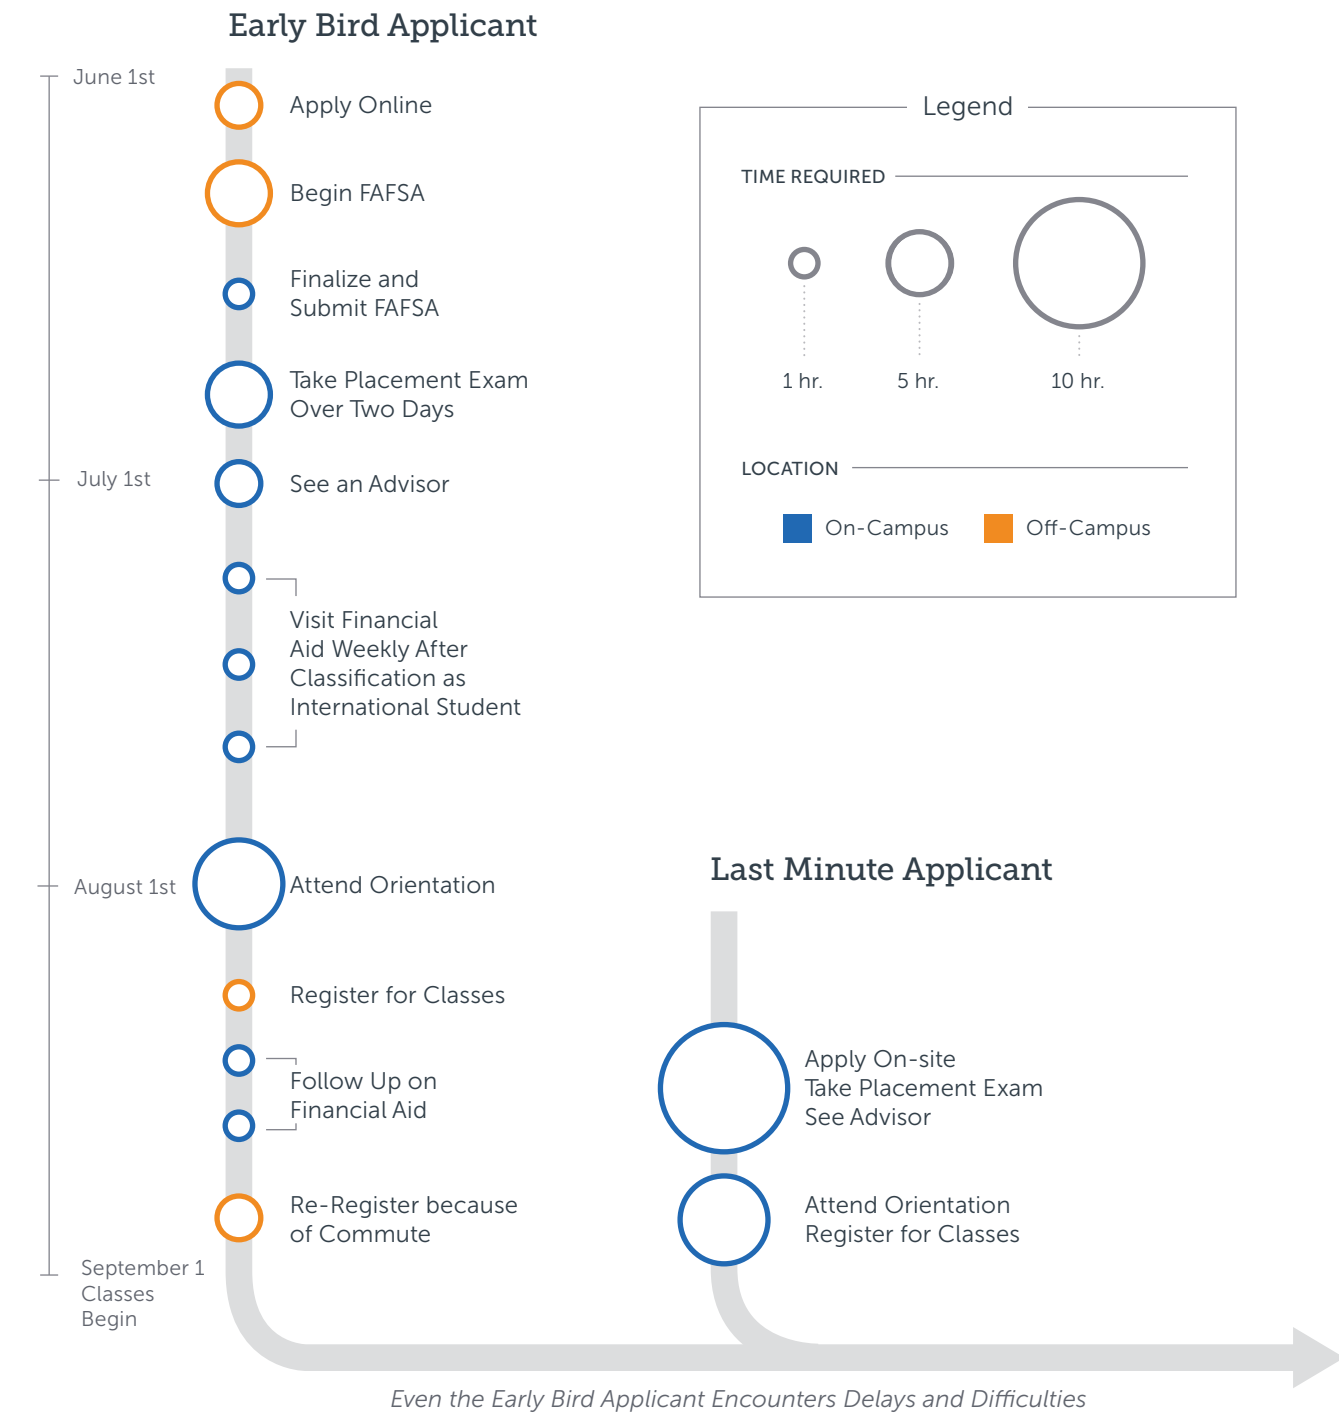 Early Bird Applicant
June 1st
Apply Online
Begin FAFSA
Finalize and
Submit FAFSA
Take Placement Exam
Over Two Days
July 1st
See an Advisor
Visit Financial
Aid Weekly After
Classification as
International Student
August 1st
Attend Orientation
Register for Classes
Follow Up on
Financial Aid
Re-Register because
of Commute
September 1
Classes
Begin
Legend
TIME REQUIRED
1 hr.
5 hr.
10 hr.
LOCATION
On-Campus
Off-Campus
Last Minute Applicant
Apply On-site
Take Placement Exam
See Advisor
Attend Orientation
Register for Classes
Even the Early Bird Applicant Encounters Delays and Difficulties